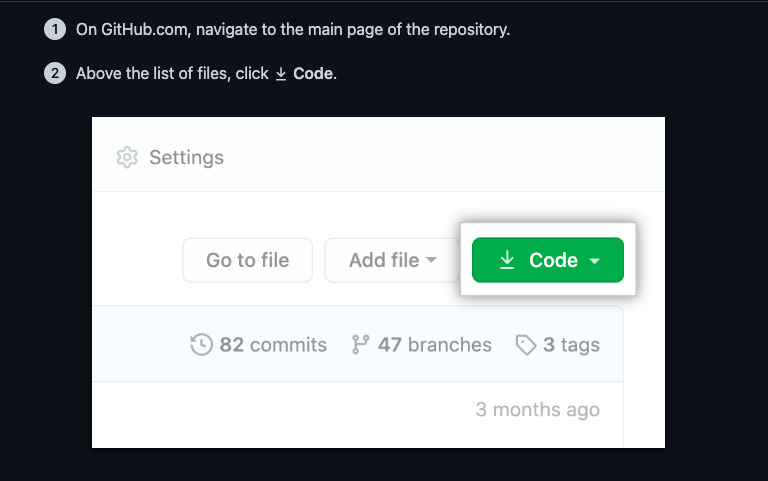 1 On GitHub.com, navigate to the main page of the repository.
2 Above the list of files, click Code.
Settings
Go to file Add file Code
82 commits 47 branches 3 tags
3 months ago